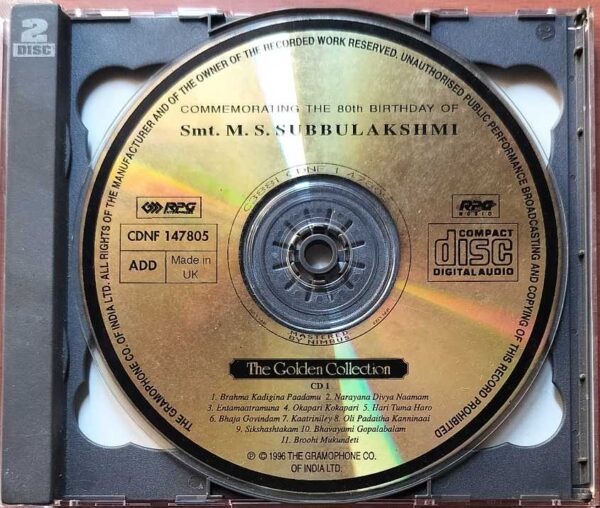 2
DISC
THE GRAMOPHONE CO. OF INDIA LTD. ALL RIGHTS OF THE MANUFACTURER AND OF THE OWNER OF THE RECORDED WORK RESERVED. UNAUTHORISED PUBLIC PERFORMANCE BROADCASTING AND COPYING OF THIS RECORD PROHIBITED
COMMEMORATING THE 80th BIRTHDAY OF
Smt. M. S. SUBBULAKSHMI
RPG
RPG
MUSIC
CDNF 147805
ADD
Made in
UK
COMPACT
disc
DIGITAL AUDIO
MASTERED
BY NIMBUS
The Golden Collection
CD 1
1. Brahma Kadigina Paadamu 2. Narayana Divya Naamam
3. Entamaatramuna 4. Okapari Kokapari 5. Hari Tuma Haro
6. Bhaja Govindam 7. Kaatriniley 8. Oli Padaitha Kanninaai
9. Sikshashtakam 10. Bhavayami Gopalabalam
11. Broohi Mukundeti
℗ © 1996 THE GRAMOPHONE CO.
OF INDIA LTD.